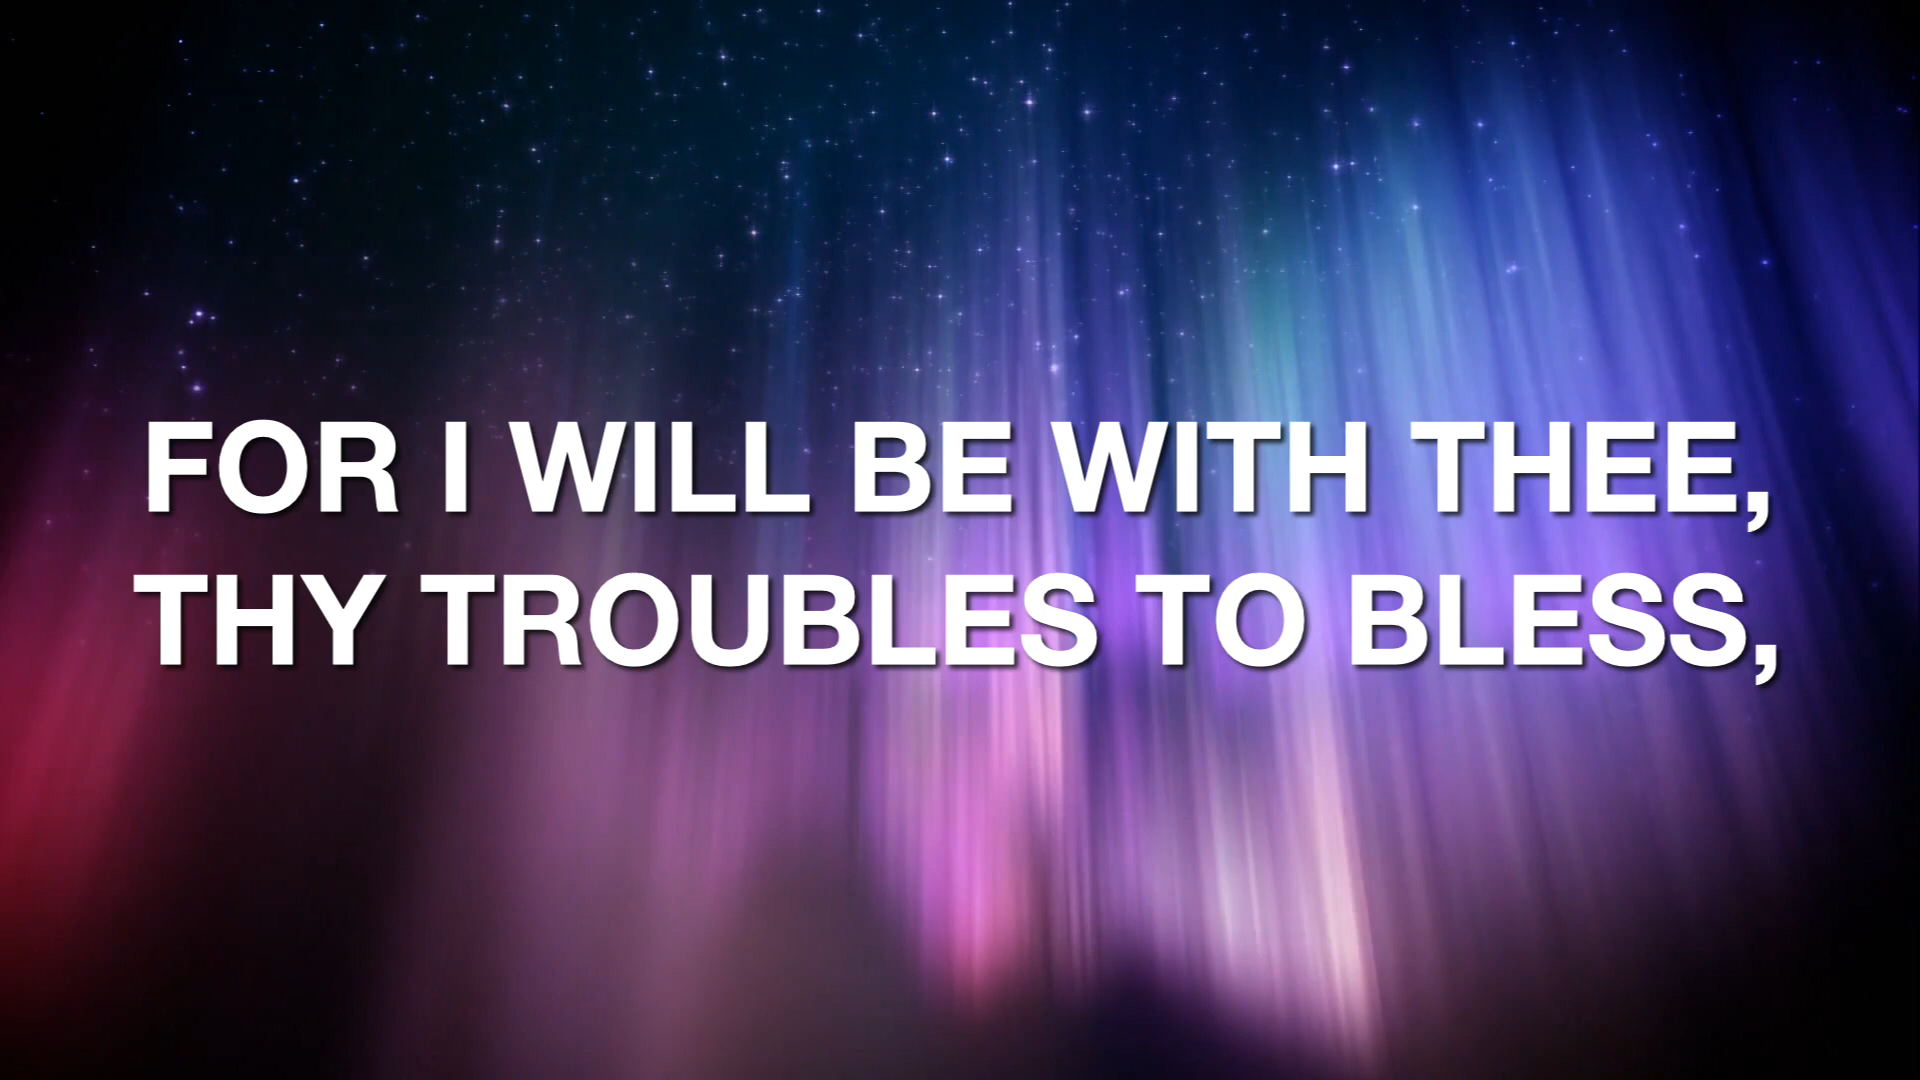 FOR I WILL BE WITH THEE,
THY TROUBLES TO BLESS,